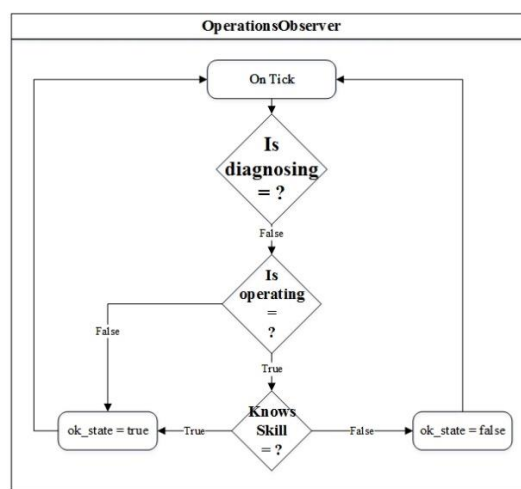 OperationsObserver
On Tick
Is
diagnosing
= ?
False
Is
operating
=
?
False
True
Knows
Skill
= ?
ok_state = true
True
False
ok_state = false